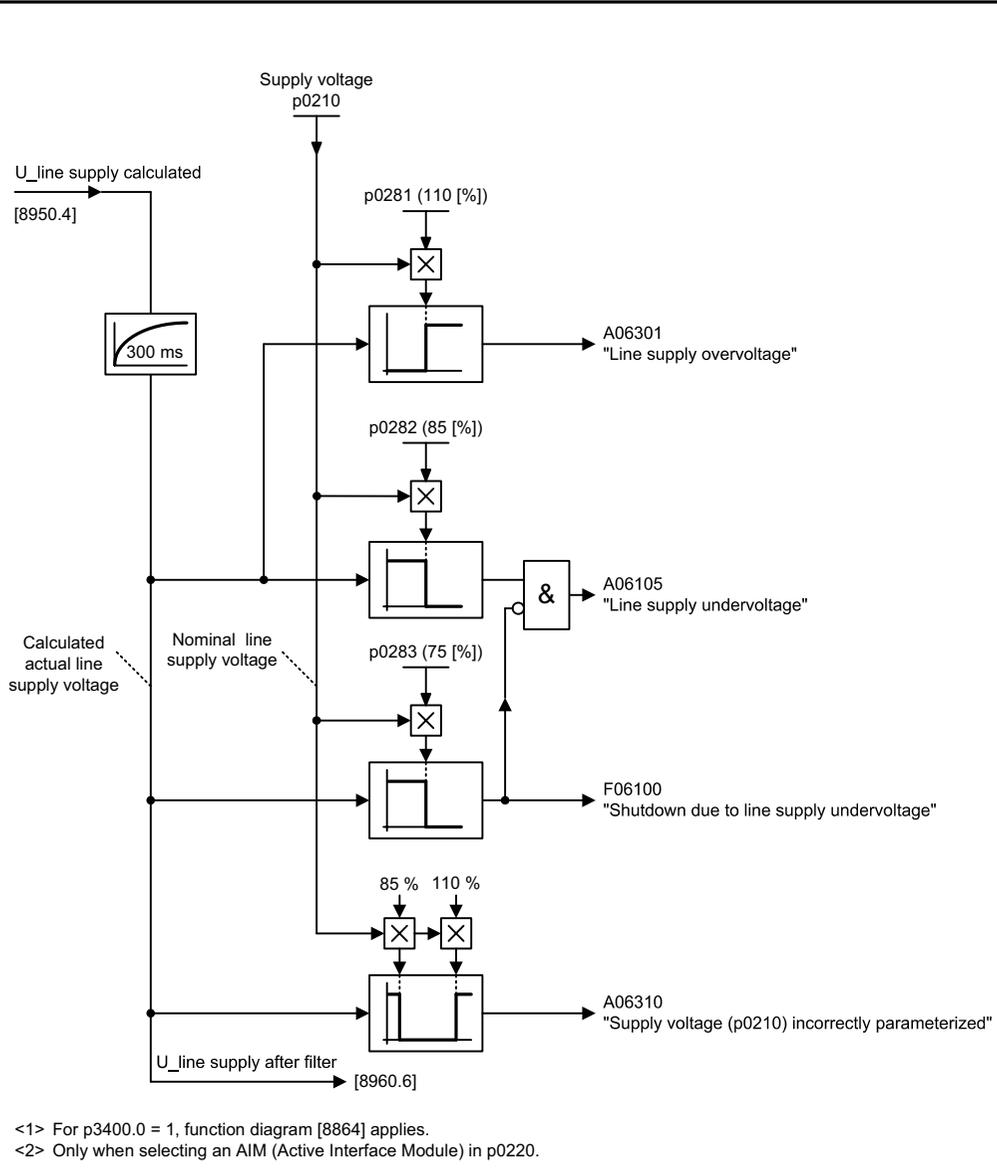 Supply voltage
p0210
U_line supply calculated
[8950.4]
p0281 (110 [%])
300 ms
A06301
"Line supply overvoltage"
p0282 (85 [%])
&
A06105
"Line supply undervoltage"
Calculated
actual line
supply voltage
Nominal line
supply voltage
p0283 (75 [%])
F06100
"Shutdown due to line supply undervoltage"
85 %
110 %
A06310
"Supply voltage (p0210) incorrectly parameterized"
U_line supply after filter
[8960.6]
<1> For p3400.0 = 1, function diagram [8864] applies.
<2> Only when selecting an AIM (Active Interface Module) in p0220.